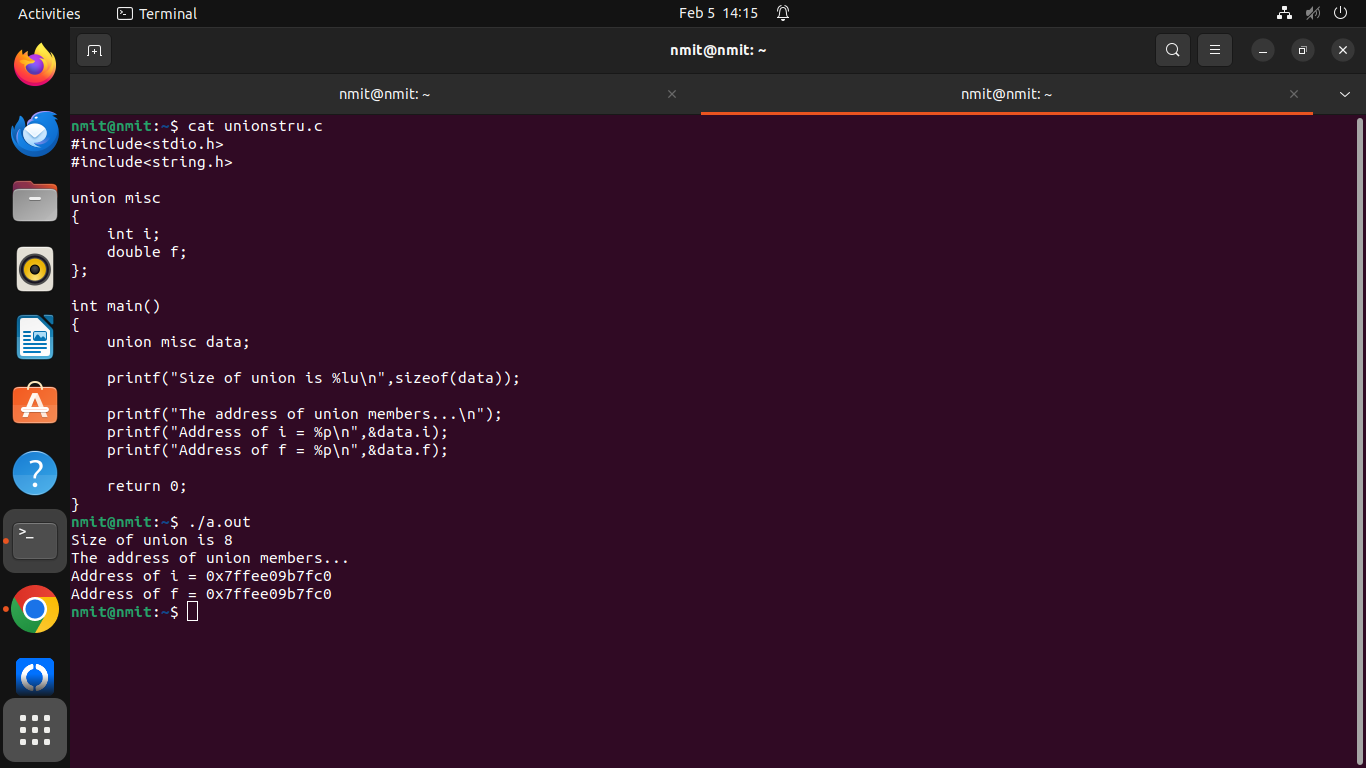 Activities
Terminal
Feb 5 14:15
nmit@nmit: ~
nmit@nmit: ~
nmit@nmit: ~
nmit@nmit:~$ cat unionstru.c
#include<stdio.h>
#include<string.h>
union misc
{
    int i;
    double f;
};
int main()
{
    union misc data;
    printf("Size of union is %lu\n",sizeof(data));
    printf("The address of union members...\n");
    printf("Address of i = %p\n",&data.i);
    printf("Address of f = %p\n",&data.f);
    return 0;
}
nmit@nmit:~$ ./a.out
Size of union is 8
The address of union members...
Address of i = 0x7ffee09b7fc0
Address of f = 0x7ffee09b7fc0
nmit@nmit:~$